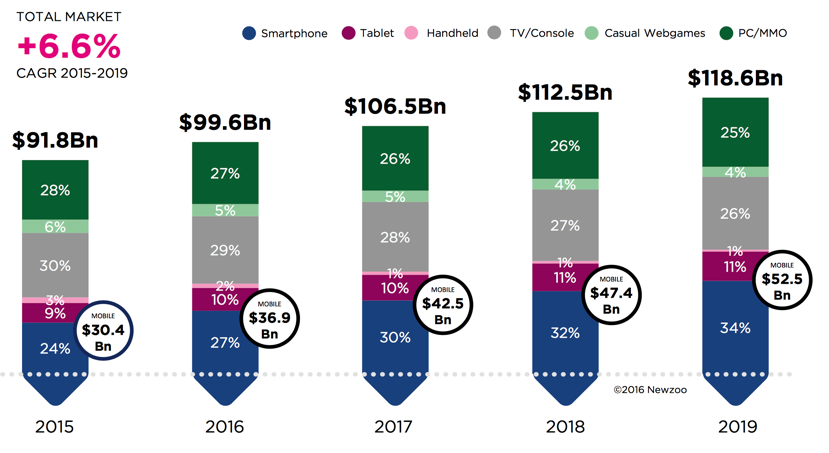 TOTAL MARKET
+6.6%
CAGR 2015-2019
Smartphone Tablet Handheld TV/Console Casual Webgames PC/MMO
$91.8Bn
28%
6%
30%
3%
9%
24%
MOBILE
$30.4
Bn
2015
$99.6Bn
27%
5%
29%
2%
10%
27%
MOBILE
$36.9
Bn
2016
$106.5Bn
26%
5%
28%
1%
10%
30%
MOBILE
$42.5
Bn
2017
$112.5Bn
26%
4%
27%
1%
11%
32%
MOBILE
$47.4
Bn
2018
$118.6Bn
25%
4%
26%
1%
11%
34%
MOBILE
$52.5
Bn
2019
©2016 Newzoo